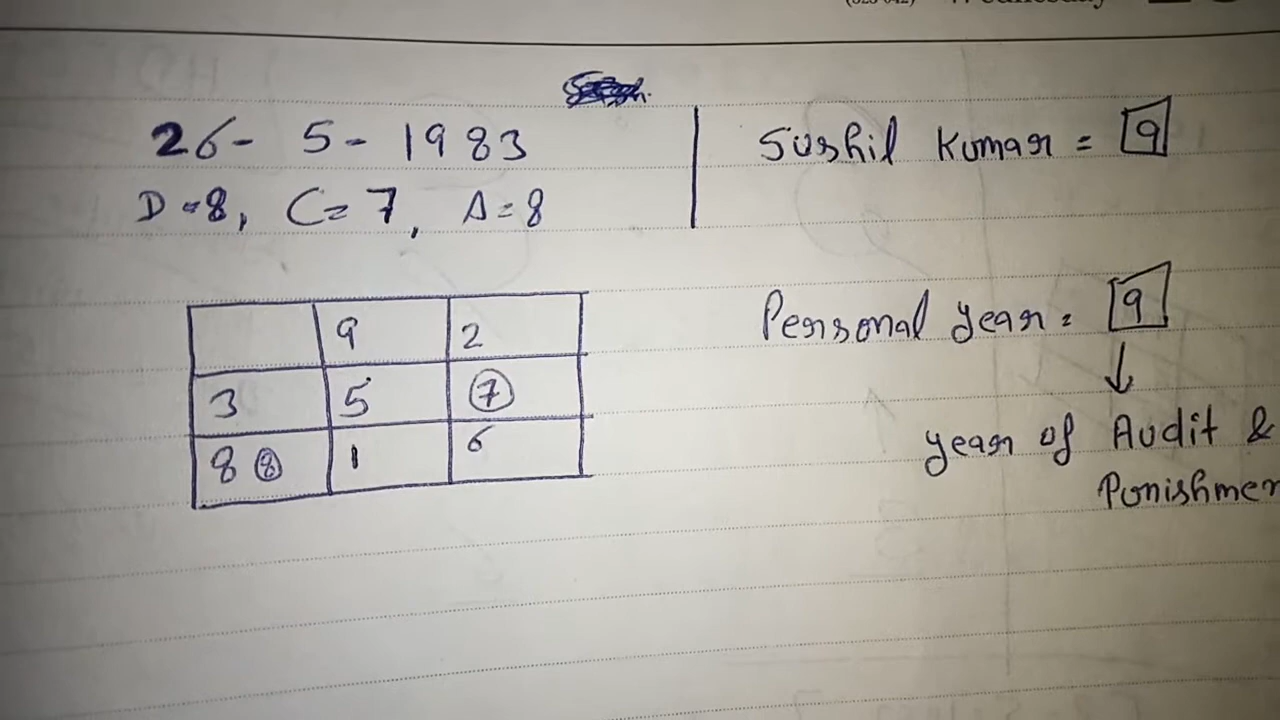 Wednesday
26- 5- 1983
D=8, C=7, A=8
Sushil Kumar = 9
9 2
3 5 7
8 8 1 6
Personal year = 9
↓
year of Audit &
Punishmen